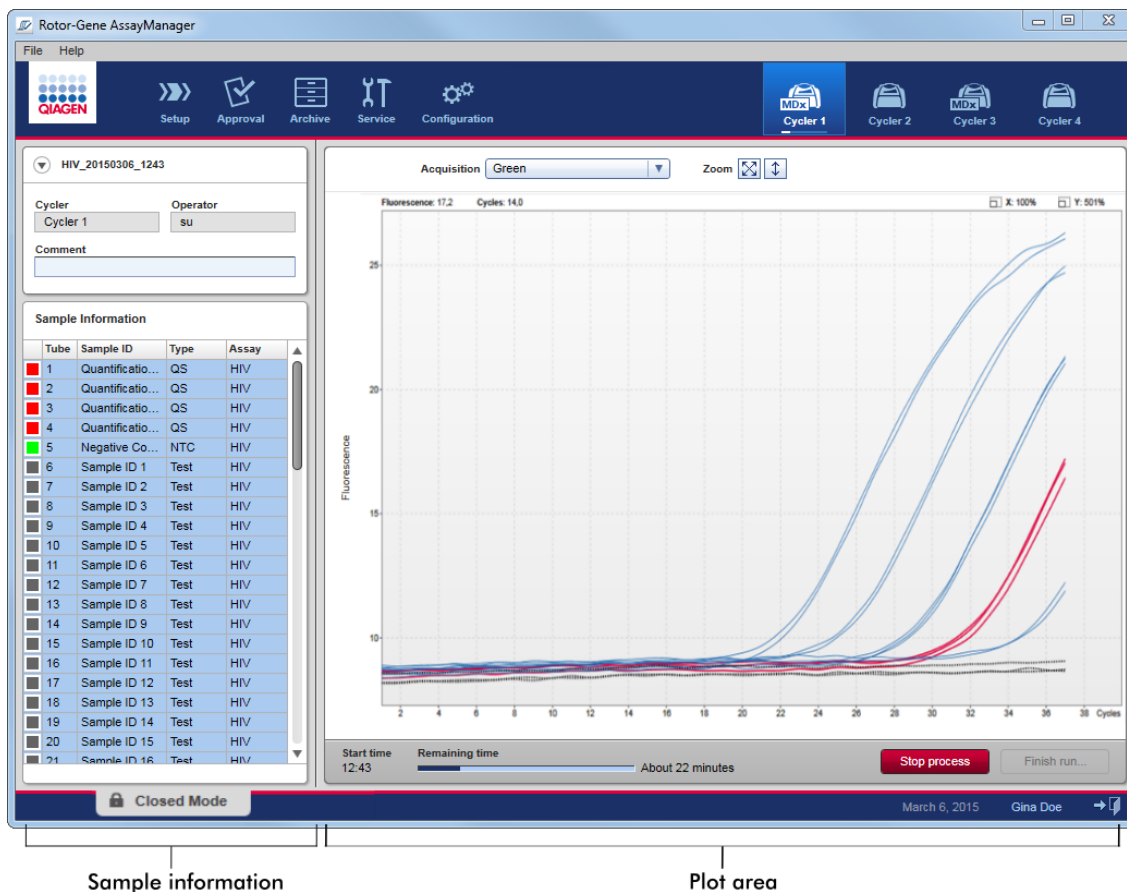 Rotor-Gene AssayManager
File Help
QIAGEN
Setup Approval Archive Service Configuration
MDx MDx
Cycler 1 Cycler 2 Cycler 3 Cycler 4
HIV_20150306_1243
Cycler Operator
Cycler 1 su
Comment
Acquisition Green Zoom
Fluorescence: 17,2 Cycles: 14,0 X: 100% Y: 501%
Sample Information
Tube Sample ID Type Assay
1 Quantificatio... QS HIV
2 Quantificatio... QS HIV
3 Quantificatio... QS HIV
4 Quantificatio... QS HIV
5 Negative Co... NTC HIV
6 Sample ID 1 Test HIV
7 Sample ID 2 Test HIV
8 Sample ID 3 Test HIV
9 Sample ID 4 Test HIV
10 Sample ID 5 Test HIV
11 Sample ID 6 Test HIV
12 Sample ID 7 Test HIV
13 Sample ID 8 Test HIV
14 Sample ID 9 Test HIV
15 Sample ID 10 Test HIV
16 Sample ID 11 Test HIV
17 Sample ID 12 Test HIV
18 Sample ID 13 Test HIV
19 Sample ID 14 Test HIV
20 Sample ID 15 Test HIV
21 Sample ID 16 Test HIV
Fluorescence
25
20
15
10
2 4 6 8 10 12 14 16 18 20 22 24 26 28 30 32 34 36 38 Cycles
Start time Remaining time
12:43 About 22 minutes
Stop process Finish run...
Closed Mode
March 6, 2015 Gina Doe
Sample information Plot area